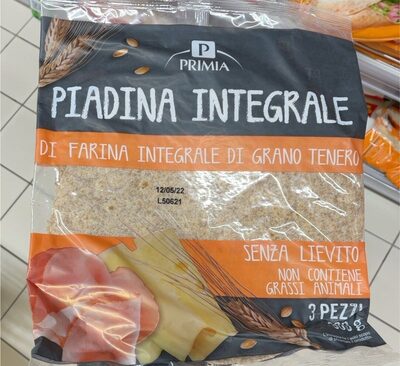 P
PRIMIA
PIADINA INTEGRALE
DI FARINA INTEGRALE DI GRANO TENERO
12/05/22
L50621
SENZA LIEVITO
NON CONTIENE
GRASSI ANIMALI
3 PEZZI
g